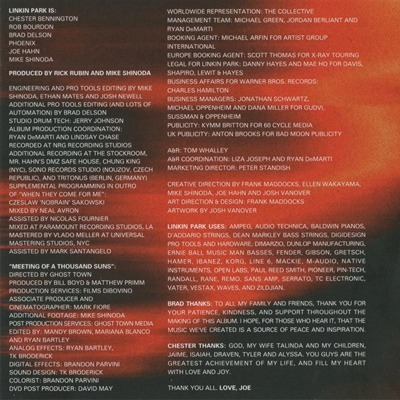 LINKIN PARK IS:
CHESTER BENNINGTON
ROB BOURDON
BRAD DELSON
PHOENIX
JOE HAHN
MIKE SHINODA
PRODUCED BY RICK RUBIN AND MIKE SHINODA
ENGINEERING AND PRO TOOLS EDITING BY MIKE
SHINODA, ETHAN MATES AND JOSH NEWELL
ADDITIONAL PRO TOOLS EDITING (AND LOTS OF
AUTOMATION) BY BRAD DELSON
STUDIO DRUM TECH: JERRY JOHNSON
ALBUM PRODUCTION COORDINATION:
RYAN DeMARTI AND LINDSAY CHASE
RECORDED AT NRG RECORDING STUDIOS
ADDITIONAL RECORDING AT THE STOCKROOM,
MR. HAHN'S DMZ SAFE HOUSE, CHUNG KING
(NYC), SONO RECORDS STUDIO (NOUZOV, CZECH
REPUBLIC), AND TRITONUS (BERLIN, GERMANY)
SUPPLEMENTAL PROGRAMMING IN OUTRO
OF "WHEN THEY COME FOR ME":
CZESLAW 'NOBRAIN' SAKOWSKI
MIXED BY NEAL AVRON
ASSISTED BY NICOLAS FOURNIER
MIXED AT PARAMOUNT RECORDING STUDIOS, LA
MASTERED BY VLADO MELLER AT UNIVERSAL
MASTERING STUDIOS, NYC
ASSISTED BY MARK SANTANGELO
"MEETING OF A THOUSAND SUNS":
DIRECTED BY GHOST TOWN
PRODUCED BY BILL BOYD & MATTHEW PRIMM
PRODUCTION SERVICES: FILMS DIBOVING
ASSOCIATE PRODUCER AND
CINEMATOGRAPHER: MARK FIORE
ADDITIONAL FOOTAGE: MIKE SHINODA
POST PRODUCTION SERVICES: GHOST TOWN MEDIA
EDITED BY: MANDY BROWN, MARIANA BLANCO
AND RYAN BARTLEY
ANALOG EFFECTS: RYAN BARTLEY,
TK BRODERICK
DIGITAL EFFECTS: BRANDON PARVINI
SOUND DESIGN: TK BRODERICK
COLORIST: BRANDON PARVINI
DVD POST PRODUCER: DAVID MAY
WORLDWIDE REPRESENTATION: THE COLLECTIVE
MANAGEMENT TEAM: MICHAEL GREEN, JORDAN BERLIANT AND
RYAN DeMARTI
BOOKING AGENT: MICHAEL ARFIN FOR ARTIST GROUP
INTERNATIONAL
EUROPE BOOKING AGENT: SCOTT THOMAS FOR X-RAY TOURING
LEGAL FOR LINKIN PARK: DANNY HAYES AND MAE HO FOR DAVIS,
SHAPIRO, LEWIT & HAYES
BUSINESS AFFAIRS FOR WARNER BROS. RECORDS:
CHARLES HAMILTON
BUSINESS MANAGERS: JONATHAN SCHWARTZ,
MICHAEL OPPENHEIM AND DANA MILLER FOR GUDVI,
SUSSMAN & OPPENHEIM
PUBLICITY: KYMM BRITTON FOR 60 CYCLE MEDIA
UK PUBLICITY: ANTON BROOKS FOR BAD MOON PUBLICITY
A&R: TOM WHALLEY
A&R COORDINATION: LIZA JOSEPH AND RYAN DeMARTI
MARKETING DIRECTOR: PETER STANDISH
CREATIVE DIRECTION BY FRANK MADDOCKS, ELLEN WAKAYAMA,
MIKE SHINODA, JOE HAHN AND JOSH VANOVER
ART DIRECTION & DESIGN: FRANK MADDOCKS
ARTWORK BY JOSH VANOVER
LINKIN PARK USES: AMPEG, AUDIO TECHNICA, BALDWIN PIANOS,
D'ADDARIO STRINGS, DEAN MARKLEY BASS STRINGS, DIGIDESIGN
PRO TOOLS AND HARDWARE, DIMARZIO, DUNLOP MANUFACTURING,
ERNIE BALL MUSIC MAN BASSES, FENDER, GIBSON, GRETSCH,
HAMER, IBANEZ, KORG, LINE 6, MACKIE, M-AUDIO, NATIVE
INSTRUMENTS, OPEN LABS, PAUL REED SMITH, PIONEER, PIN-TECH,
RANDALL, RANE, REMO, SANS AMP, SERRATO, TC ELECTRONIC,
VATER, VESTAX, WAVES, AND ZILDJIAN.
BRAD THANKS: TO ALL MY FAMILY AND FRIENDS, THANK YOU FOR
YOUR PATIENCE, KINDNESS, AND SUPPORT THROUGHOUT THE
MAKING OF THIS ALBUM. I HOPE, FOR THOSE WHO HEAR IT, THAT THE
MUSIC WE'VE CREATED IS A SOURCE OF PEACE AND INSPIRATION.
CHESTER THANKS: GOD, MY WIFE TALINDA AND MY CHILDREN,
JAIME, ISAIAH, DRAVEN, TYLER AND ALYSSA. YOU GUYS ARE THE
GREATEST ACHIEVEMENT OF MY LIFE, AND FILL MY HEART
WITH LOVE AND JOY.
THANK YOU ALL. LOVE, JOE